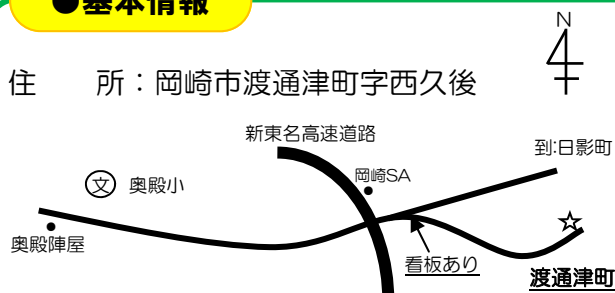 ●基本情報
N
住　　所：岡崎市渡通津町字西久後
新東名高速道路
到:日影町
岡崎SA
文 奥殿小
奥殿陣屋
看板あり
渡通津町